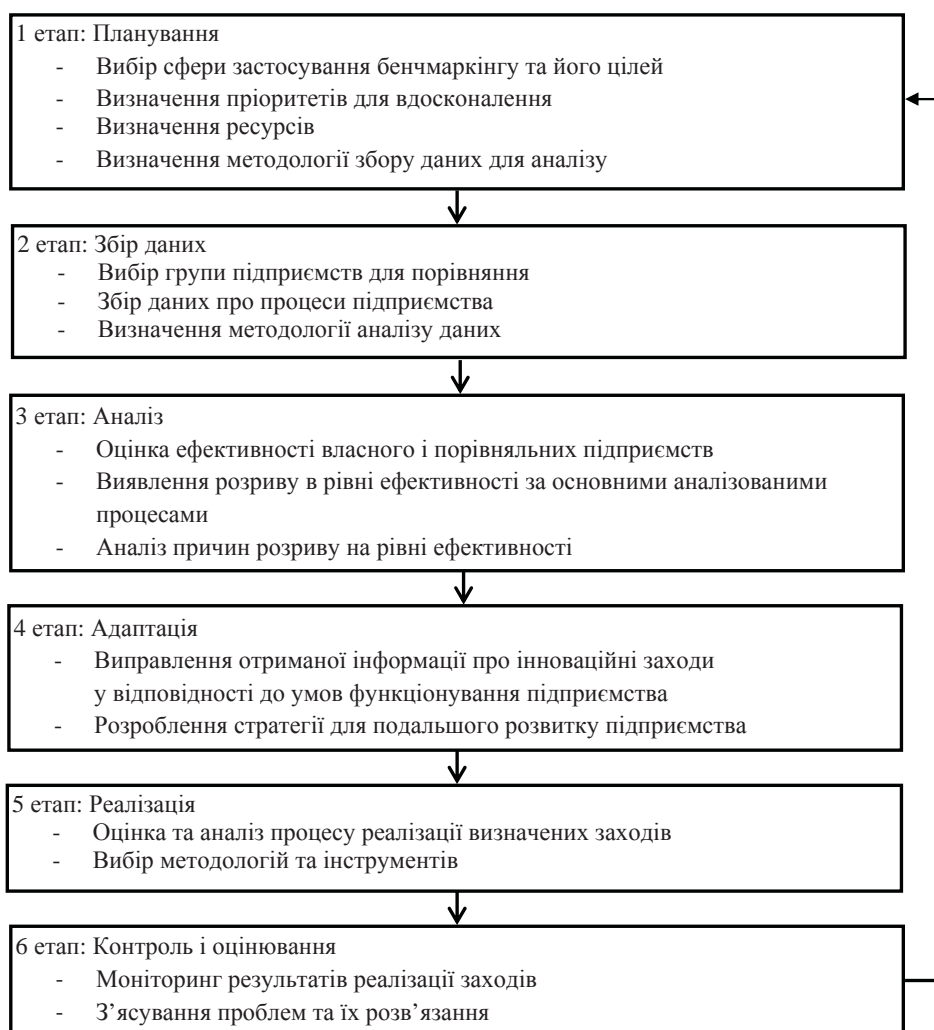 1 етап: Планування
- Вибір сфери застосування бенчмаркінгу та його цілей
- Визначення пріоритетів для вдосконалення
- Визначення ресурсів
- Визначення методології збору даних для аналізу
2 етап: Збір даних
- Вибір групи підприємств для порівняння
- Збір даних про процеси підприємства
- Визначення методології аналізу даних
3 етап: Аналіз
- Оцінка ефективності власного і порівняльних підприємств
- Виявлення розриву в рівні ефективності за основними аналізованими
процесами
- Аналіз причин розриву на рівні ефективності
4 етап: Адаптація
- Виправлення отриманої інформації про інноваційні заходи
у відповідності до умов функціонування підприємства
- Розроблення стратегії для подальшого розвитку підприємства
5 етап: Реалізація
- Оцінка та аналіз процесу реалізації визначених заходів
- Вибір методологій та інструментів
6 етап: Контроль і оцінювання
- Моніторинг результатів реалізації заходів
- З’ясування проблем та їх розв’язання